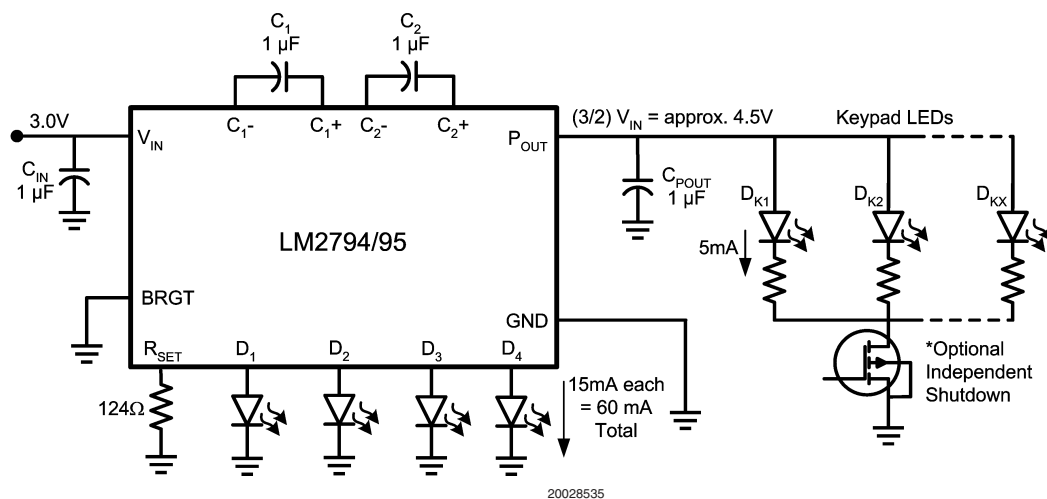 C1
1 µF
C2
1 µF
3.0V
CIN
1 µF
VIN
C1-
C1+
C2-
C2+
POUT
(3/2) VIN = approx. 4.5V
Keypad LEDs
CPOUT
1 µF
DK1
DK2
DKX
5mA
LM2794/95
BRGT
GND
RSET
D1
D2
D3
D4
124Ω
15mA each
= 60 mA
Total
*Optional
Independent
Shutdown
20028535